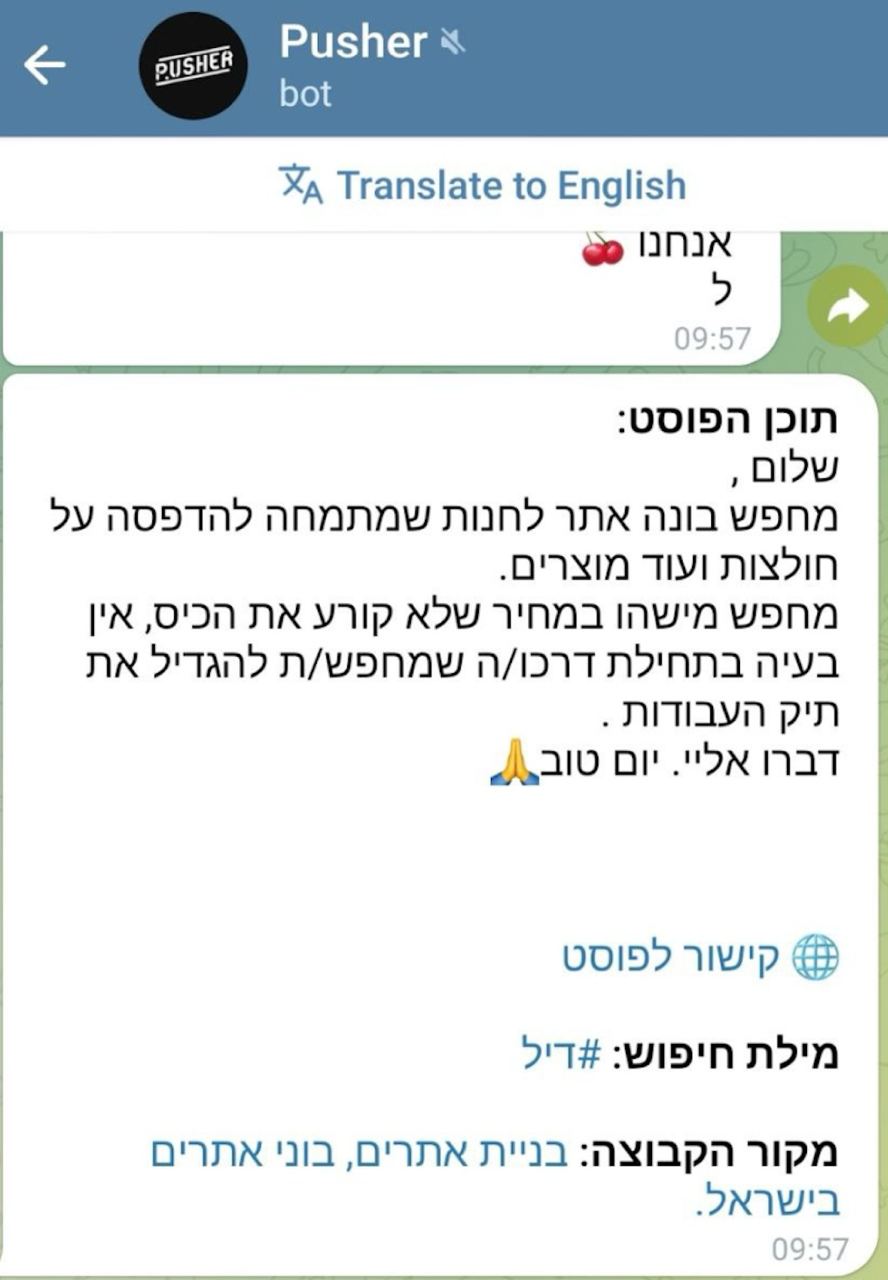 PUSHER
Pusher
bot
Translate to English
אנחנו 🍒
ל
09:57
תוכן הפוסט:
שלום ,
מחפש בונה אתר לחנות שמתמחה להדפסה על
חולצות ועוד מוצרים.
מחפש מישהו במחיר שלא קורע את הכיס, אין
בעיה בתחילת דרכו/ה שמחפש/ת להגדיל את
תיק העבודות .
דברו אליי. יום טוב🙏
🌐 קישור לפוסט
מילת חיפוש: #דיל
מקור הקבוצה: בניית אתרים, בוני אתרים
בישראל.
09:57